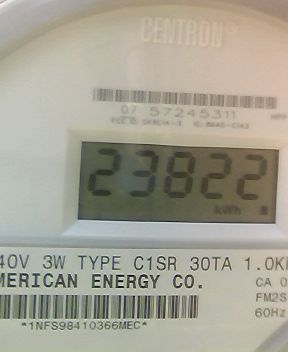 CENTRON®
07 57245311
23822
kWh
40V 3W TYPE C1SR 30TA 1.0K
MERICAN ENERGY CO.
CA 0
FM2S
60Hz
*1NFS98410366MEC*